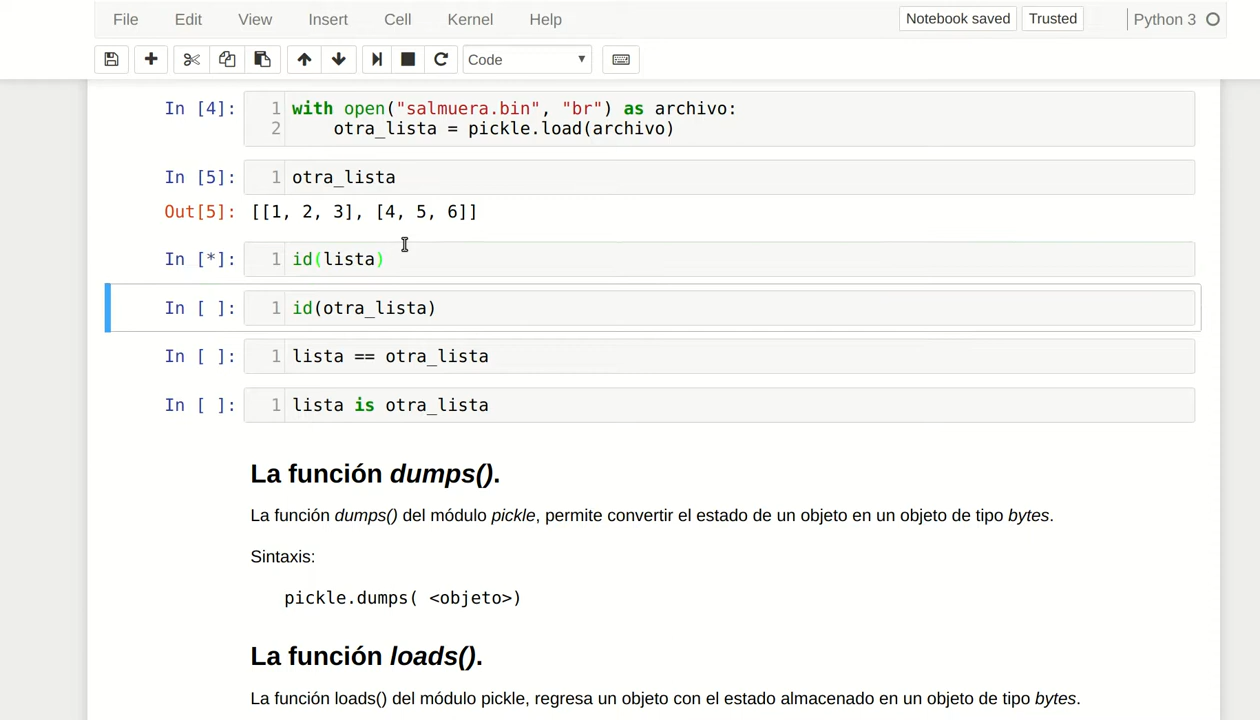 File Edit View Insert Cell Kernel Help Notebook saved Trusted Python 3
Code
In [4]: 1 with open("salmuera.bin", "br") as archivo:
2 otra_lista = pickle.load(archivo)
In [5]: 1 otra_lista
Out[5]: [[1, 2, 3], [4, 5, 6]]
In [*]: 1 id(lista)
In [ ]: 1 id(otra_lista)
In [ ]: 1 lista == otra_lista
In [ ]: 1 lista is otra_lista
La función dumps().
La función dumps() del módulo pickle, permite convertir el estado de un objeto en un objeto de tipo bytes.
Sintaxis:
pickle.dumps( <objeto>)
La función loads().
La función loads() del módulo pickle, regresa un objeto con el estado almacenado en un objeto de tipo bytes.